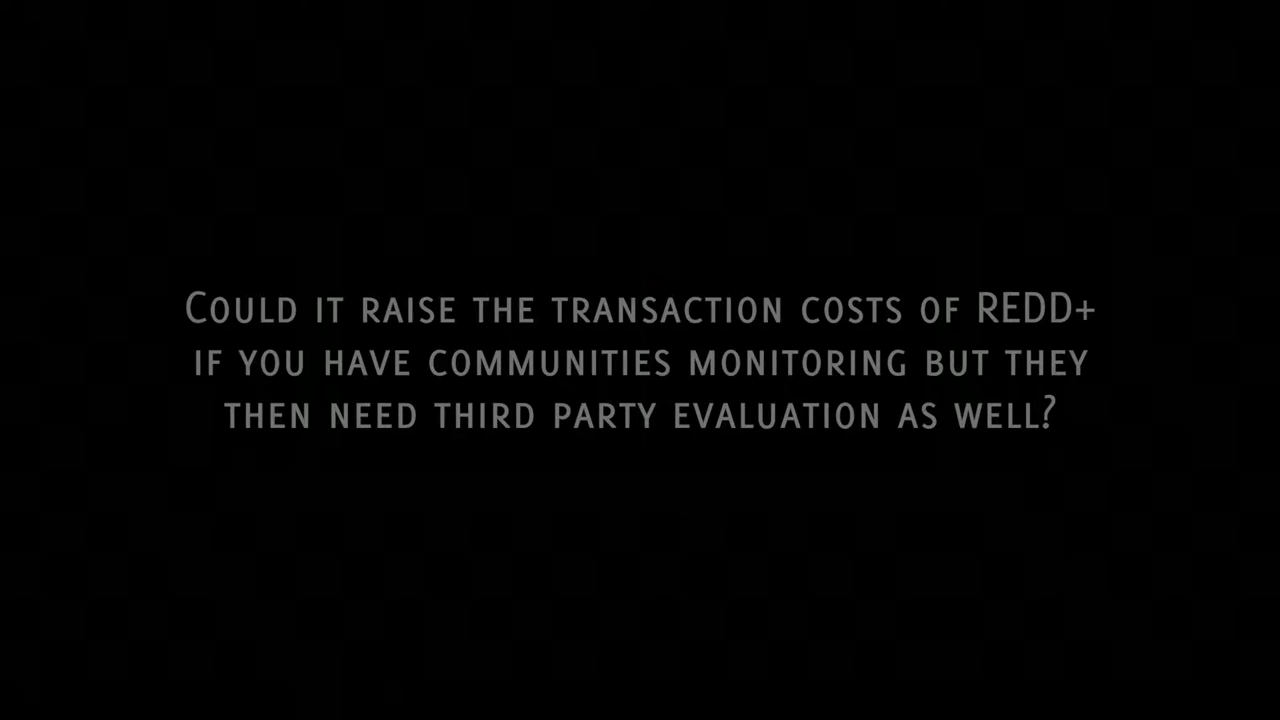 Could it raise the transaction costs of REDD+
if you have communities monitoring but they
then need third party evaluation as well?